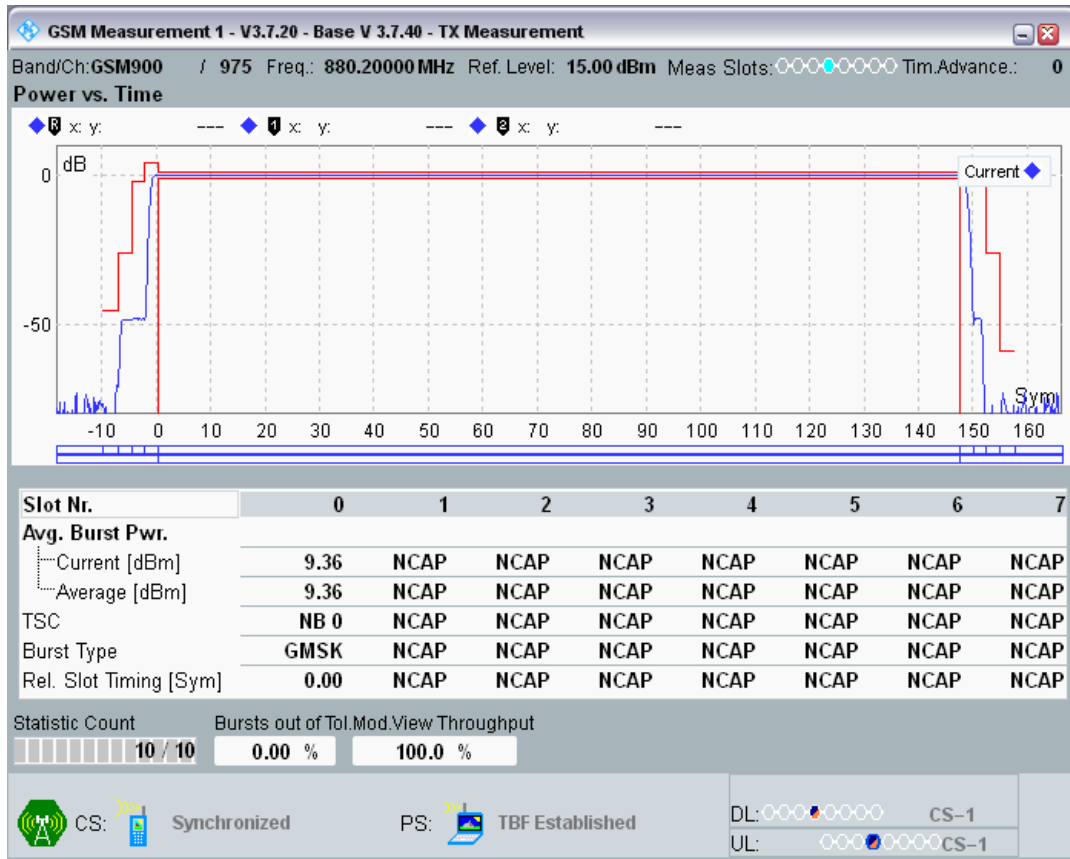 GSM Measurement 1 - V3.7.20 - Base V 3.7.40 - TX Measurement
Band/Ch:GSM900 / 975 Freq.: 880.20000 MHz Ref. Level: 15.00 dBm Meas Slots: Tim.Advance.: 0
Power vs. Time
R x: y: --- 1 x: y: --- 2 x: y: ---
dB
Current
0
-50
Sym
-10 0 10 20 30 40 50 60 70 80 90 100 110 120 130 140 150 160
Slot Nr. 0 1 2 3 4 5 6 7
Avg. Burst Pwr.
Current [dBm] 9.36 NCAP NCAP NCAP NCAP NCAP NCAP NCAP
Average [dBm] 9.36 NCAP NCAP NCAP NCAP NCAP NCAP NCAP
TSC NB 0 NCAP NCAP NCAP NCAP NCAP NCAP NCAP
Burst Type GMSK NCAP NCAP NCAP NCAP NCAP NCAP NCAP
Rel. Slot Timing [Sym] 0.00 NCAP NCAP NCAP NCAP NCAP NCAP NCAP
Statistic Count Bursts out of Tol.Mod.View Throughput
10 / 10 0.00 % 100.0 %
CS: Synchronized PS: TBF Established DL: CS-1
UL: CS-1